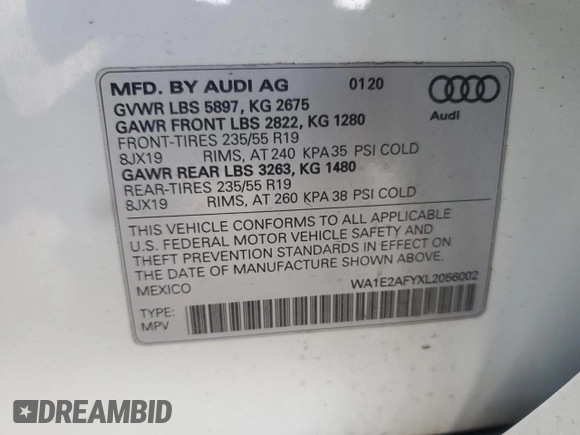 MFD. BY AUDI AG 0120
GVWR LBS 5897, KG 2675
GAWR FRONT LBS 2822, KG 1280
FRONT-TIRES 235/55 R19
8JX19 RIMS, AT 240 KPA 35 PSI COLD
GAWR REAR LBS 3263, KG 1480
REAR-TIRES 235/55 R19
8JX19 RIMS, AT 260 KPA 38 PSI COLD
Audi
THIS VEHICLE CONFORMS TO ALL APPLICABLE
U.S. FEDERAL MOTOR VEHICLE SAFETY AND
THEFT PREVENTION STANDARDS IN EFFECT ON
THE DATE OF MANUFACTURE SHOWN ABOVE.
MEXICO WA1E2AFYXL2056002
TYPE:
MPV
DREAMBID